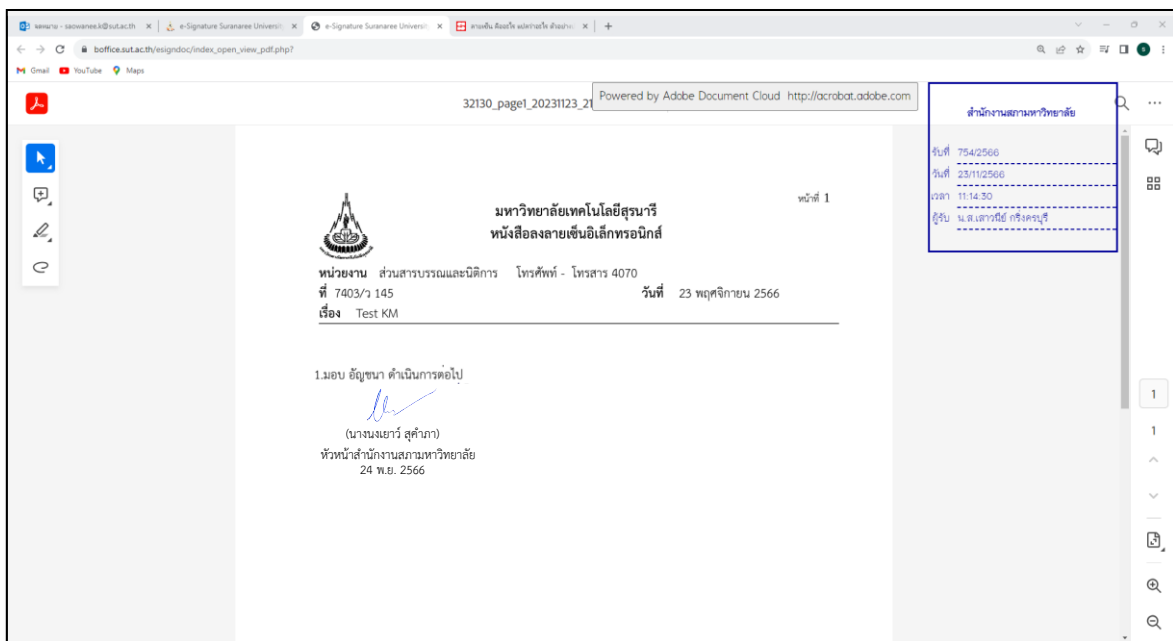 จดหมาย - saowanee.k@sut.ac.th
e-Signature Suranaree Universit
e-Signature Suranaree Universit
boffice.sut.ac.th/esigndoc/index_open_view_pdf.php?
Gmail YouTube Maps
32130_page1_20231123_21
Powered by Adobe Document Cloud http://acrobat.adobe.com
สำนักงานสภามหาวิทยาลัย
รับที่ 754/2566
วันที่ 23/11/2566
เวลา 11:14:30
ผู้รับ น.ส.เสาวนีย์ กริ่งครบุรี
หน้าที่ 1
มหาวิทยาลัยเทคโนโลยีสุรนารี
หนังสือลงลายเซ็นอิเล็กทรอนิกส์
หน่วยงาน ส่วนสารบรรณและนิติการ โทรศัพท์ - โทรสาร 4070
ที่ 7403/ว 145 วันที่ 23 พฤศจิกายน 2566
เรื่อง Test KM
1.มอบ อัญชนา ดำเนินการต่อไป
(นางนงเยาว์ สุคำภา)
หัวหน้าสำนักงานสภามหาวิทยาลัย
24 พ.ย. 2566
1
1